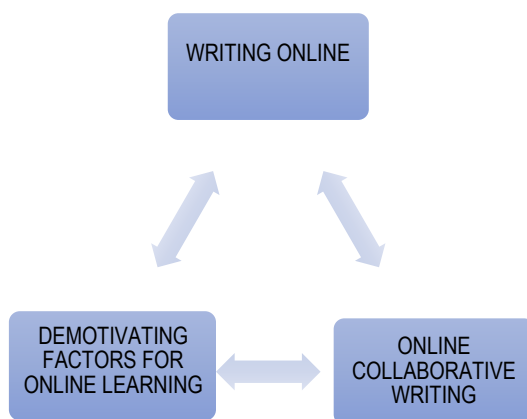 WRITING ONLINE
DEMOTIVATING
FACTORS FOR
ONLINE LEARNING
ONLINE
COLLABORATIVE
WRITING